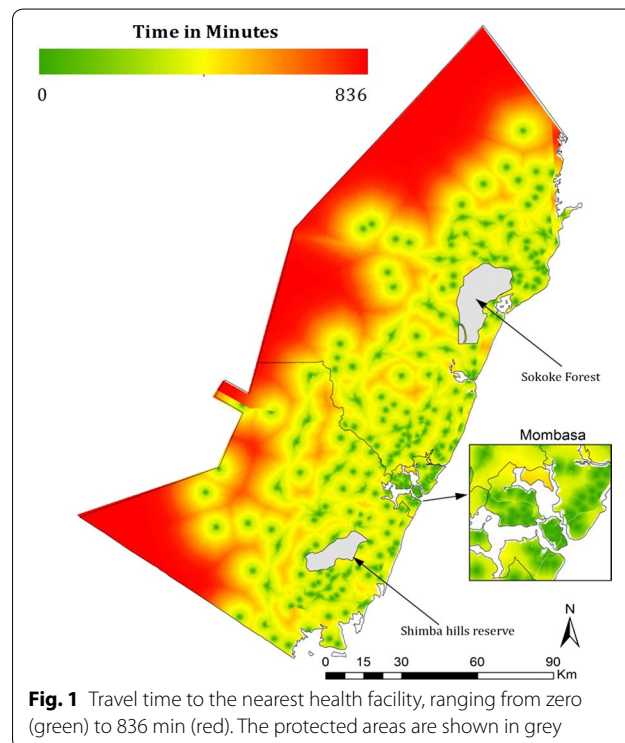 Time in Minutes
0 836
Sokoke Forest
Mombasa
Shimba hills reserve
N
0 7.5 15 30 60 90
Km
Fig. 1 Travel time to the nearest health facility, ranging from zero
(green) to 836 min (red). The protected areas are shown in grey